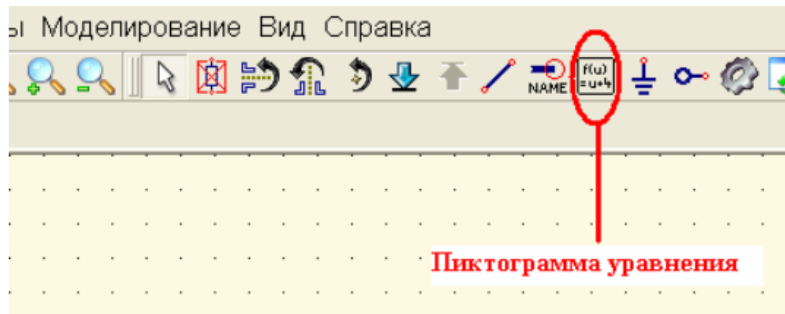 ы Моделирование Вид Справка
NAME
f(u)
=u+4
Пиктограмма уравнения